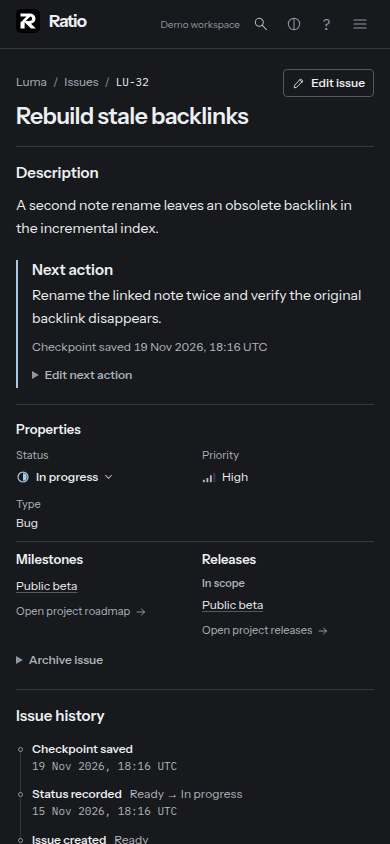 Ratio
Demo workspace
Luma / Issues / LU-32
Edit issue
Rebuild stale backlinks
Description
A second note rename leaves an obsolete backlink in
the incremental index.
Next action
Rename the linked note twice and verify the original
backlink disappears.
Checkpoint saved 19 Nov 2026, 18:16 UTC
Edit next action
Properties
Status
Priority
In progress
High
Type
Bug
Milestones
Public beta
Open project roadmap →
Releases
In scope
Public beta
Open project releases →
Archive issue
Issue history
Checkpoint saved
19 Nov 2026, 18:16 UTC
Status recorded Ready → In progress
15 Nov 2026, 18:16 UTC
Issue created Ready